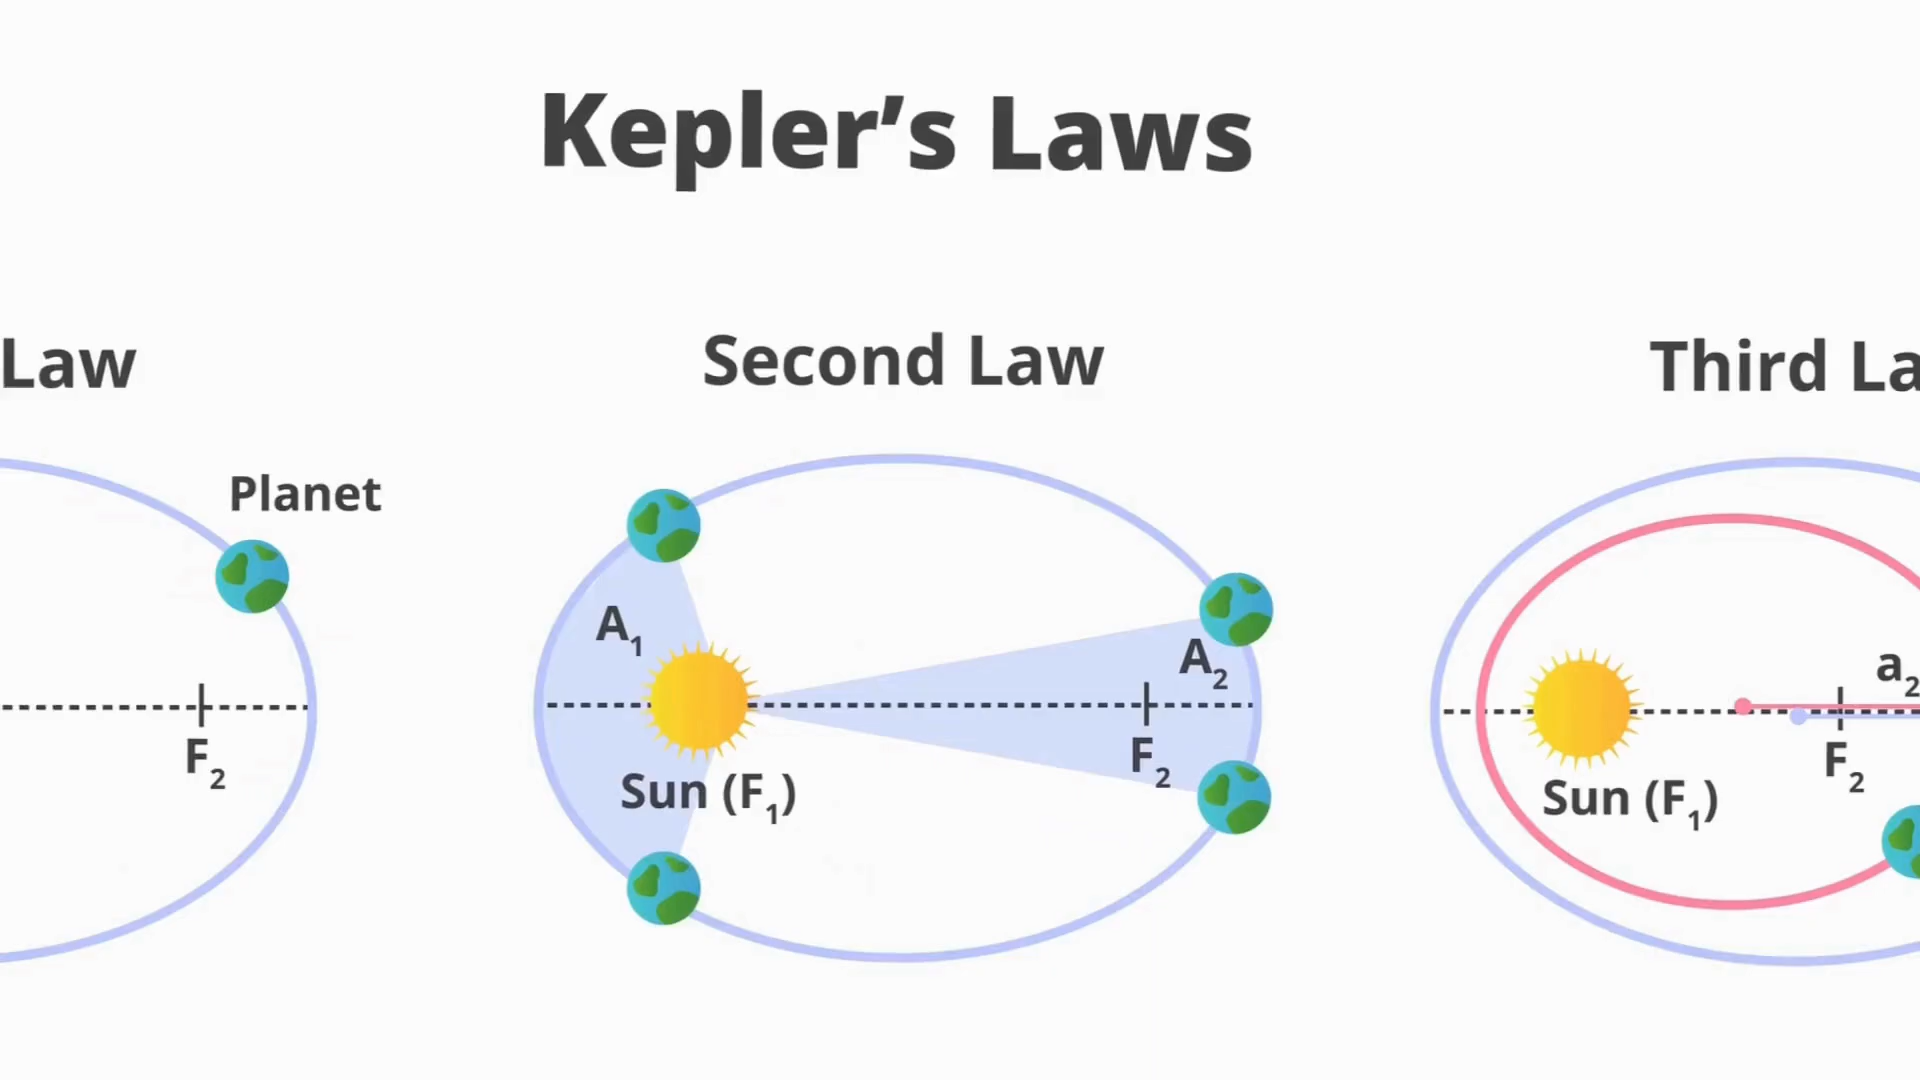 Kepler’s Laws
Law
Planet
F₂
Second Law
A₁
Sun (F₁)
A₂
F₂
Third La
Sun (F₁)
a₂
F₂